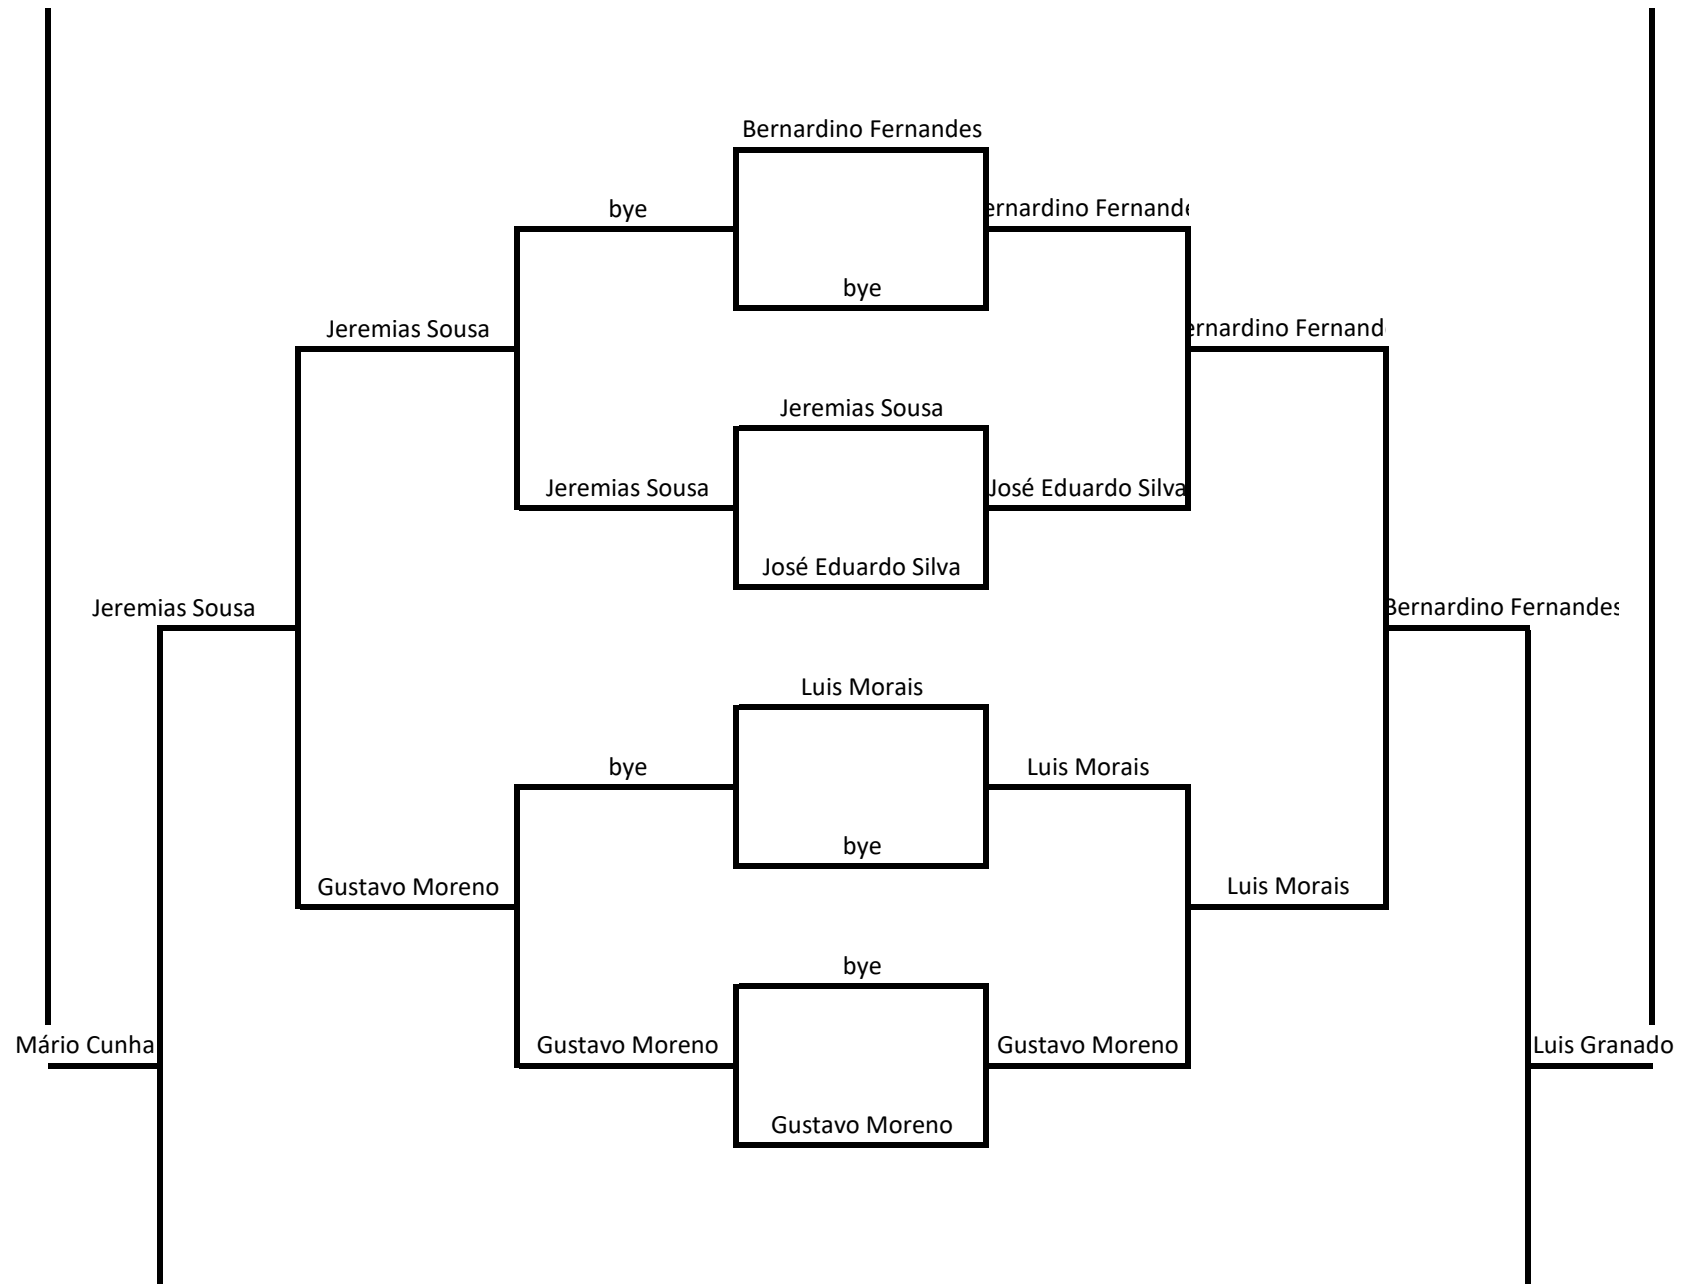 Bernardino Fernandes
bye
ernardino Fernande
bye
Jeremias Sousa
ernardino Fernand
Jeremias Sousa
Jeremias Sousa
José Eduardo Silva
José Eduardo Silva
Jeremias Sousa
Bernardino Fernandes
Luis Morais
bye
Luis Morais
bye
Gustavo Moreno
Luis Morais
bye
Mário Cunha
Gustavo Moreno
Gustavo Moreno
Luis Granado
Gustavo Moreno